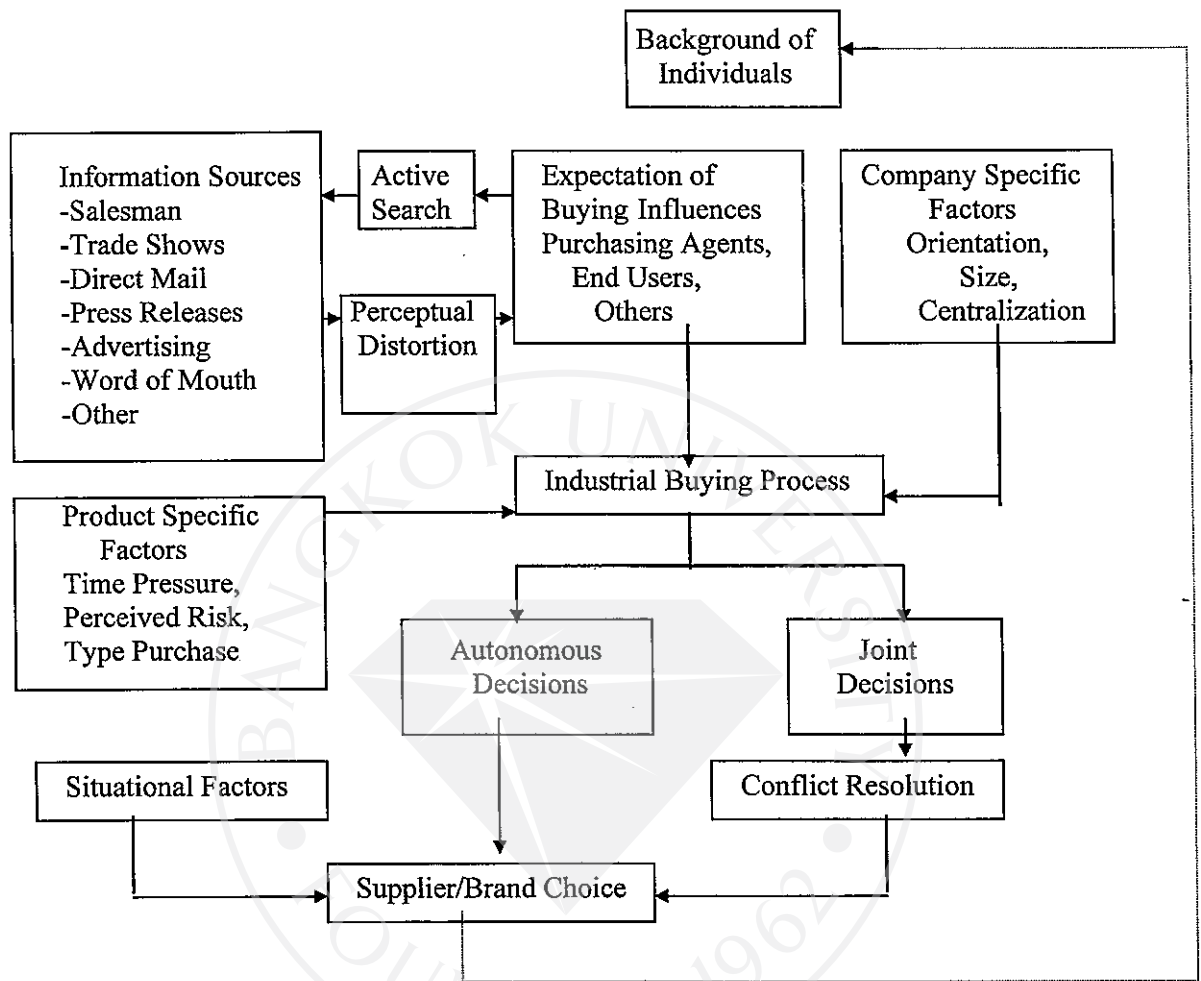 Background of
Individuals
Information Sources
-Salesman
-Trade Shows
-Direct Mail
-Press Releases
-Advertising
-Word of Mouth
-Other
Active
Search
Perceptual
Distortion
Expectation of
Buying Influences
Purchasing Agents,
End Users,
Others
Company Specific
Factors
Orientation,
Size,
Centralization
Industrial Buying Process
Product Specific
Factors
Time Pressure,
Perceived Risk,
Type Purchase
Autonomous
Decisions
Joint
Decisions
Situational Factors
Conflict Resolution
Supplier/Brand Choice
BANGKOK UNIVERSITY
1962